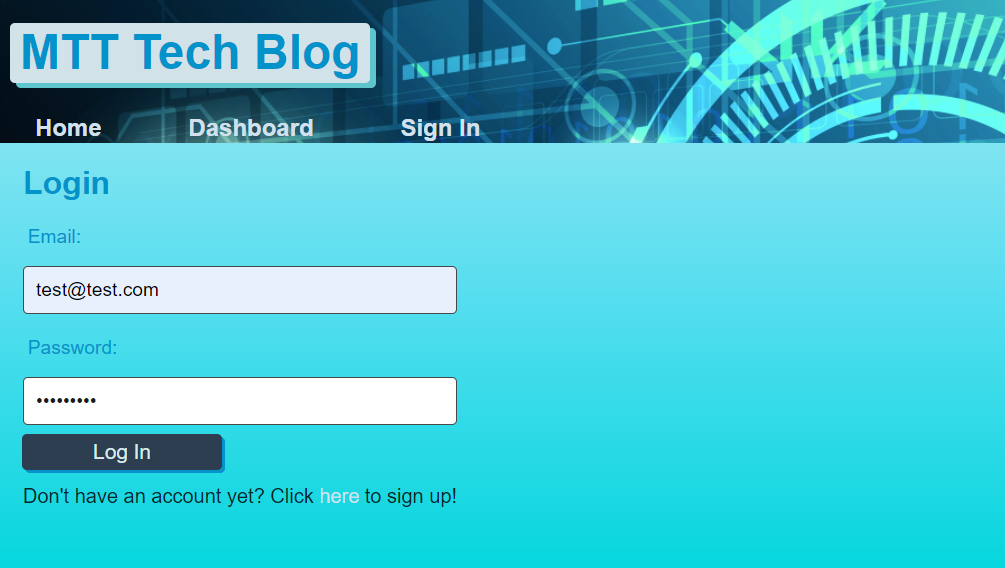 MTT Tech Blog
Home Dashboard Sign In
Login
Email:
test@test.com
Password:
•••••••••
Log In
Don't have an account yet? Click here to sign up!